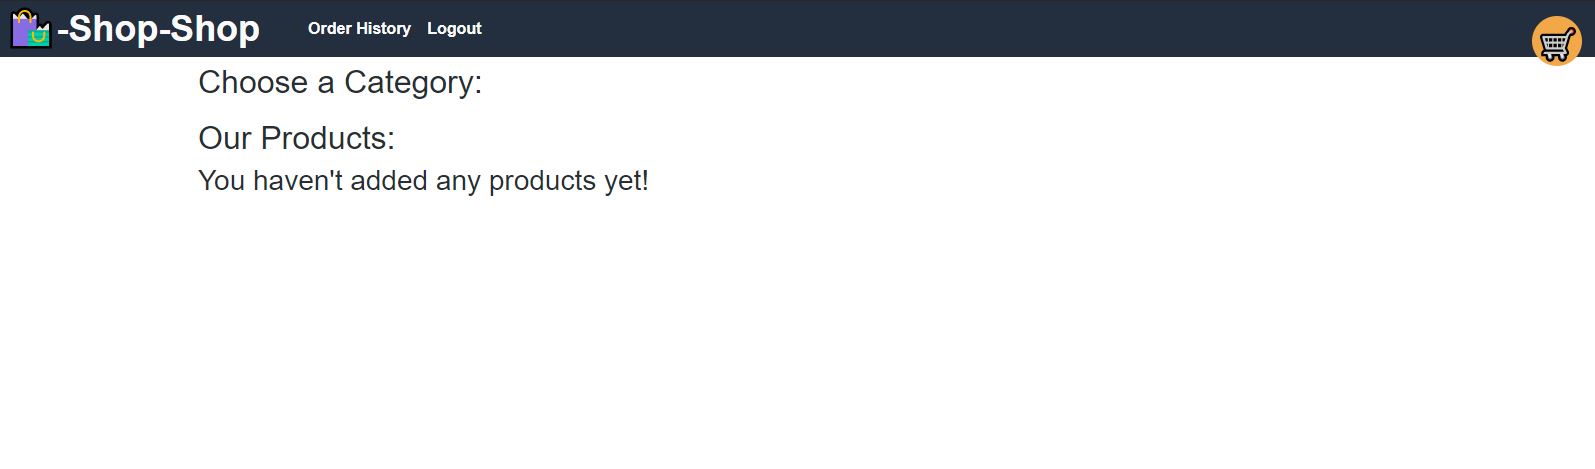 -Shop-Shop Order History Logout
Choose a Category:
Our Products:
You haven't added any products yet!